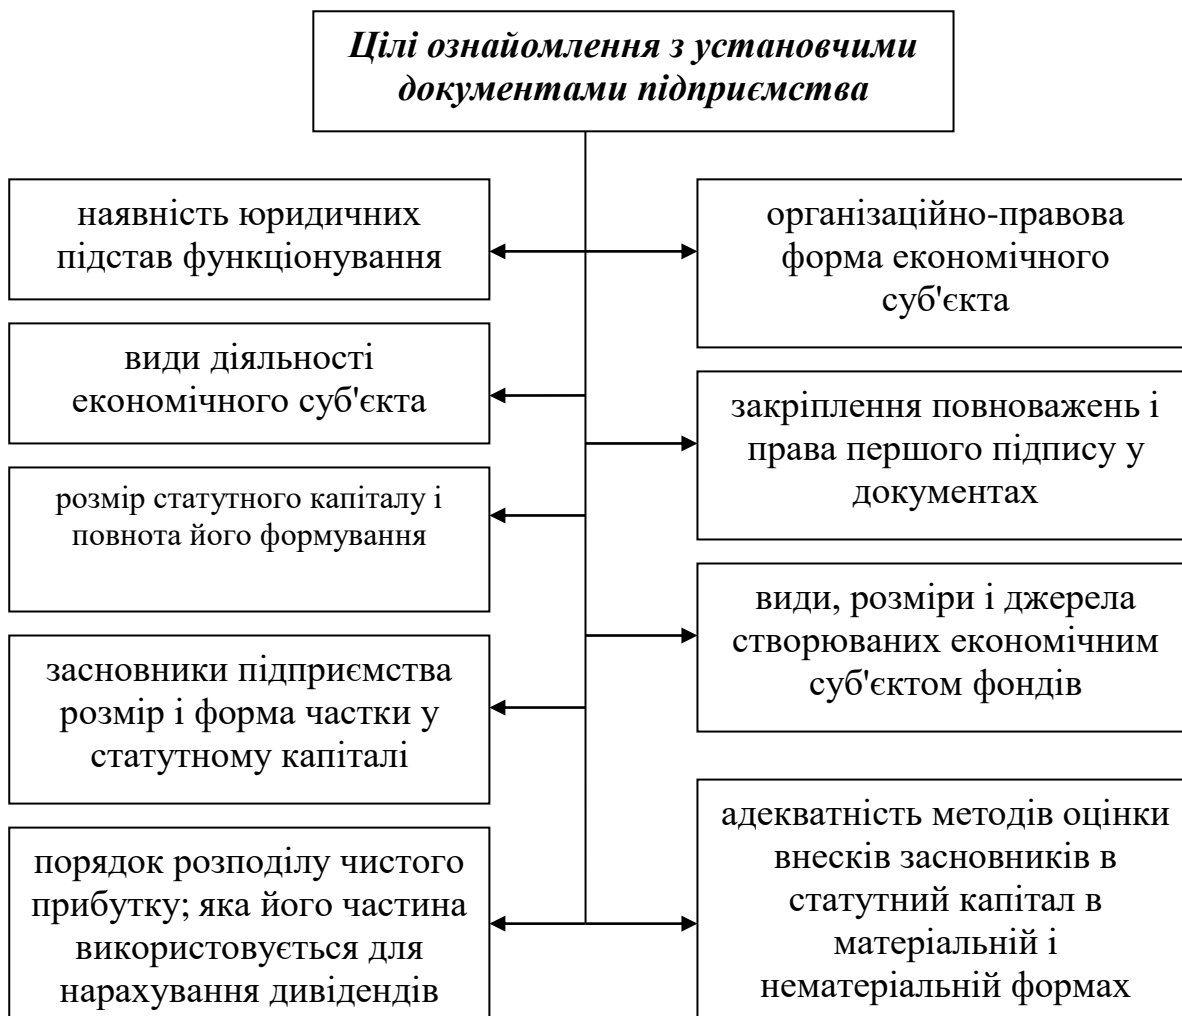 Цілі ознайомлення з установчими
документами підприємства
наявність юридичних
підстав функціонування
види діяльності
економічного суб'єкта
розмір статутного капіталу і
повнота його формування
засновники підприємства
розмір і форма частки у
статутному капіталі
порядок розподілу чистого
прибутку; яка його частина
використовується для
нарахування дивідендів
організаційно-правова
форма економічного
суб'єкта
закріплення повноважень і
права першого підпису у
документах
види, розміри і джерела
створюваних економічним
суб'єктом фондів
адекватність методів оцінки
внесків засновників в
статутний капітал в
матеріальній і
нематеріальній формах